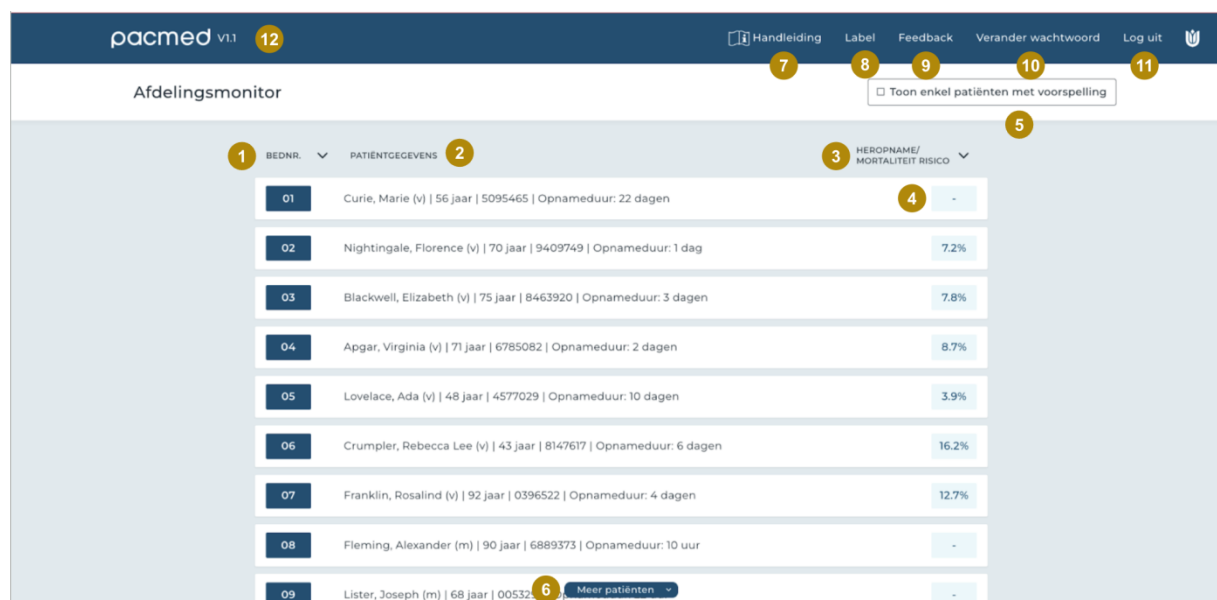 pacmed V1.1 12 Handleiding Label Feedback Verander wachtwoord Log uit
7 8 9 10 11
Afdelingsmonitor Toon enkel patiënten met voorspelling
5
1 BEDNR. PATIËNTGEGEVENS 2 3 HEROPNAME/
MORTALITEIT RISICO
01 Curie, Marie (v) | 56 jaar | 5095465 | Opnameduur: 22 dagen 4 -
02 Nightingale, Florence (v) | 70 jaar | 9409749 | Opnameduur: 1 dag 7.2%
03 Blackwell, Elizabeth (v) | 75 jaar | 8463920 | Opnameduur: 3 dagen 7.8%
04 Apgar, Virginia (v) | 71 jaar | 6785082 | Opnameduur: 2 dagen 8.7%
05 Lovelace, Ada (v) | 48 jaar | 4577029 | Opnameduur: 10 dagen 3.9%
06 Crumpler, Rebecca Lee (v) | 43 jaar | 8147617 | Opnameduur: 6 dagen 16.2%
07 Franklin, Rosalind (v) | 92 jaar | 0396522 | Opnameduur: 4 dagen 12.7%
08 Fleming, Alexander (m) | 90 jaar | 6889373 | Opnameduur: 10 uur -
09 Lister, Joseph (m) | 68 jaar | 6 Meer patiënten -